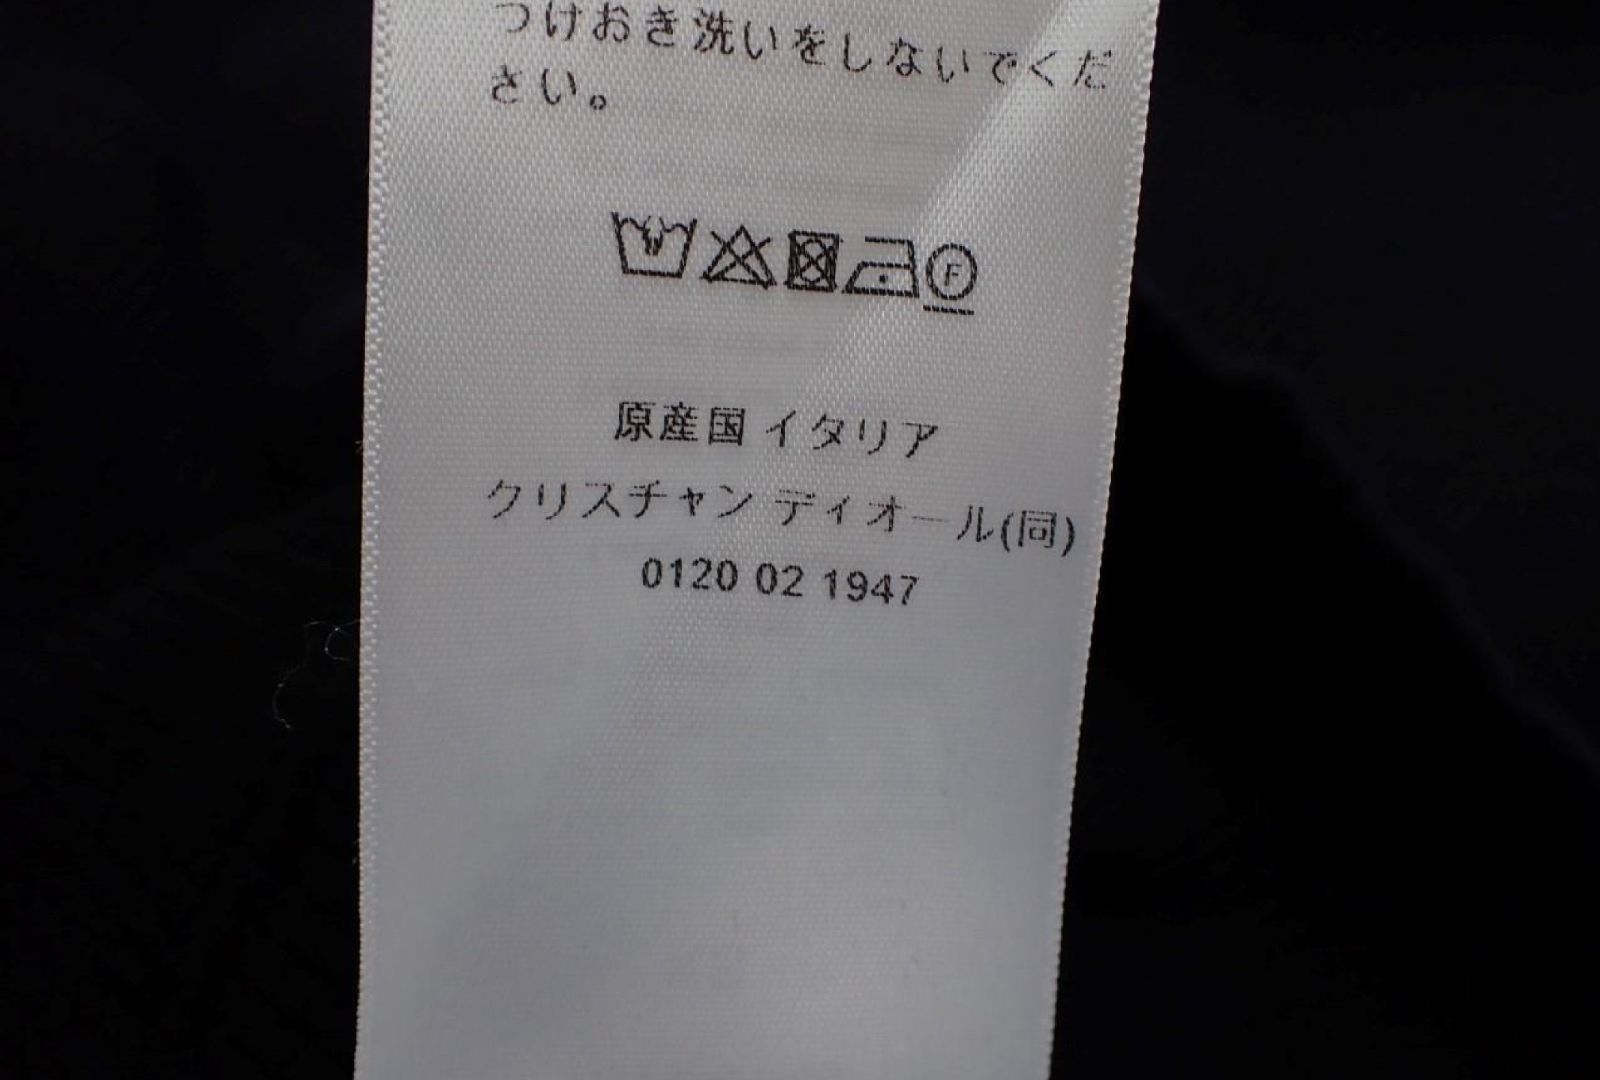 つけおき洗いをしないでくだ
さい。
F
原産国 イタリア
クリスチャン ディオール(同)
0120 02 1947